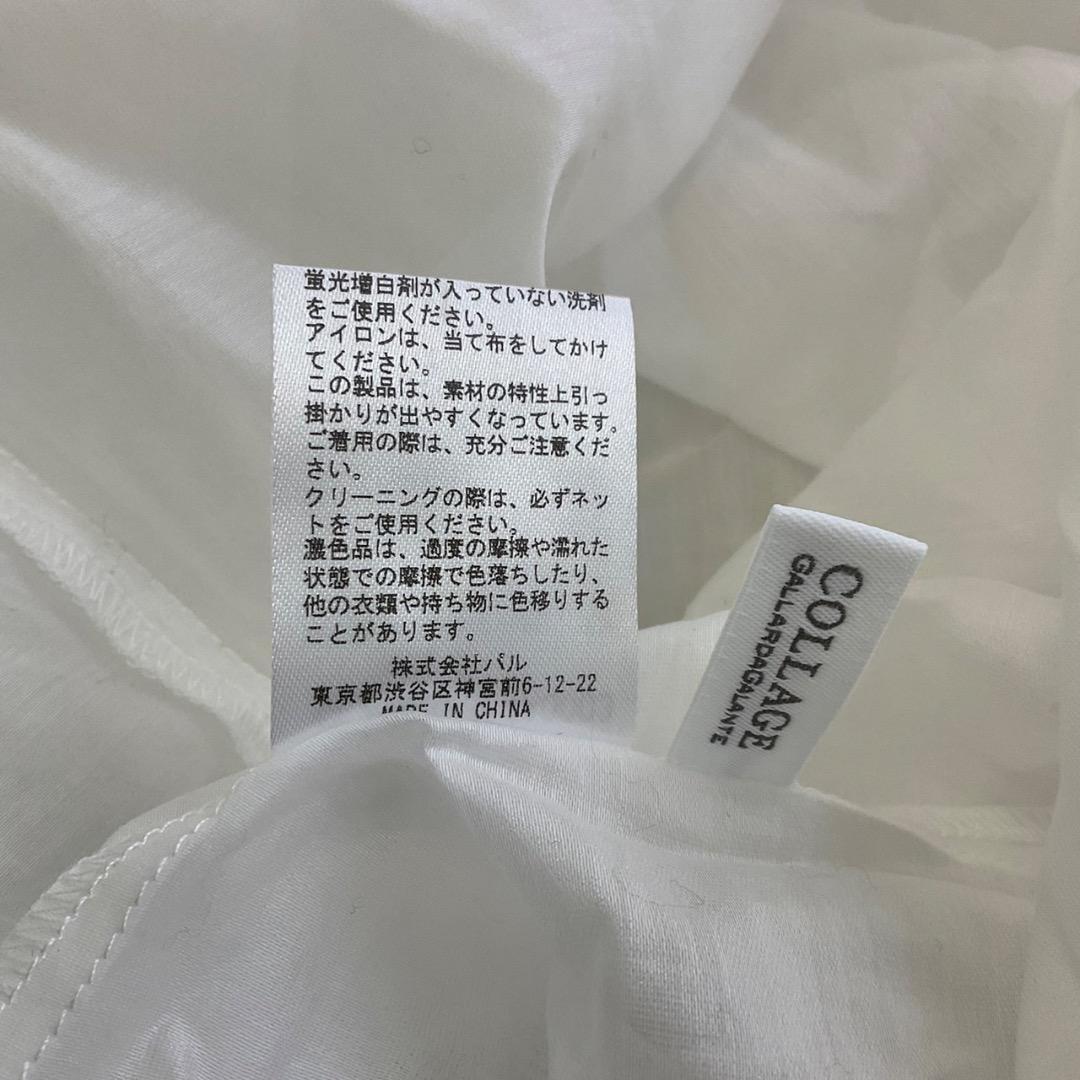 蛍光増白剤が入っていない洗剤
をご使用ください。
アイロンは、当て布をしてかけ
てください。
この製品は、素材の特性上引っ
掛かりが出やすくなっています。
ご着用の際は、充分ご注意くだ
さい。
クリーニングの際は、必ずネッ
トをご使用ください。
濃色品は、過度の摩擦や濡れた
状態での摩擦で色落ちしたり、
他の衣類や持ち物に色移りする
ことがあります。
株式会社パル
東京都渋谷区神宮前6-12-22
MADE IN CHINA
COLLAGE
GALLARDAGALANTE